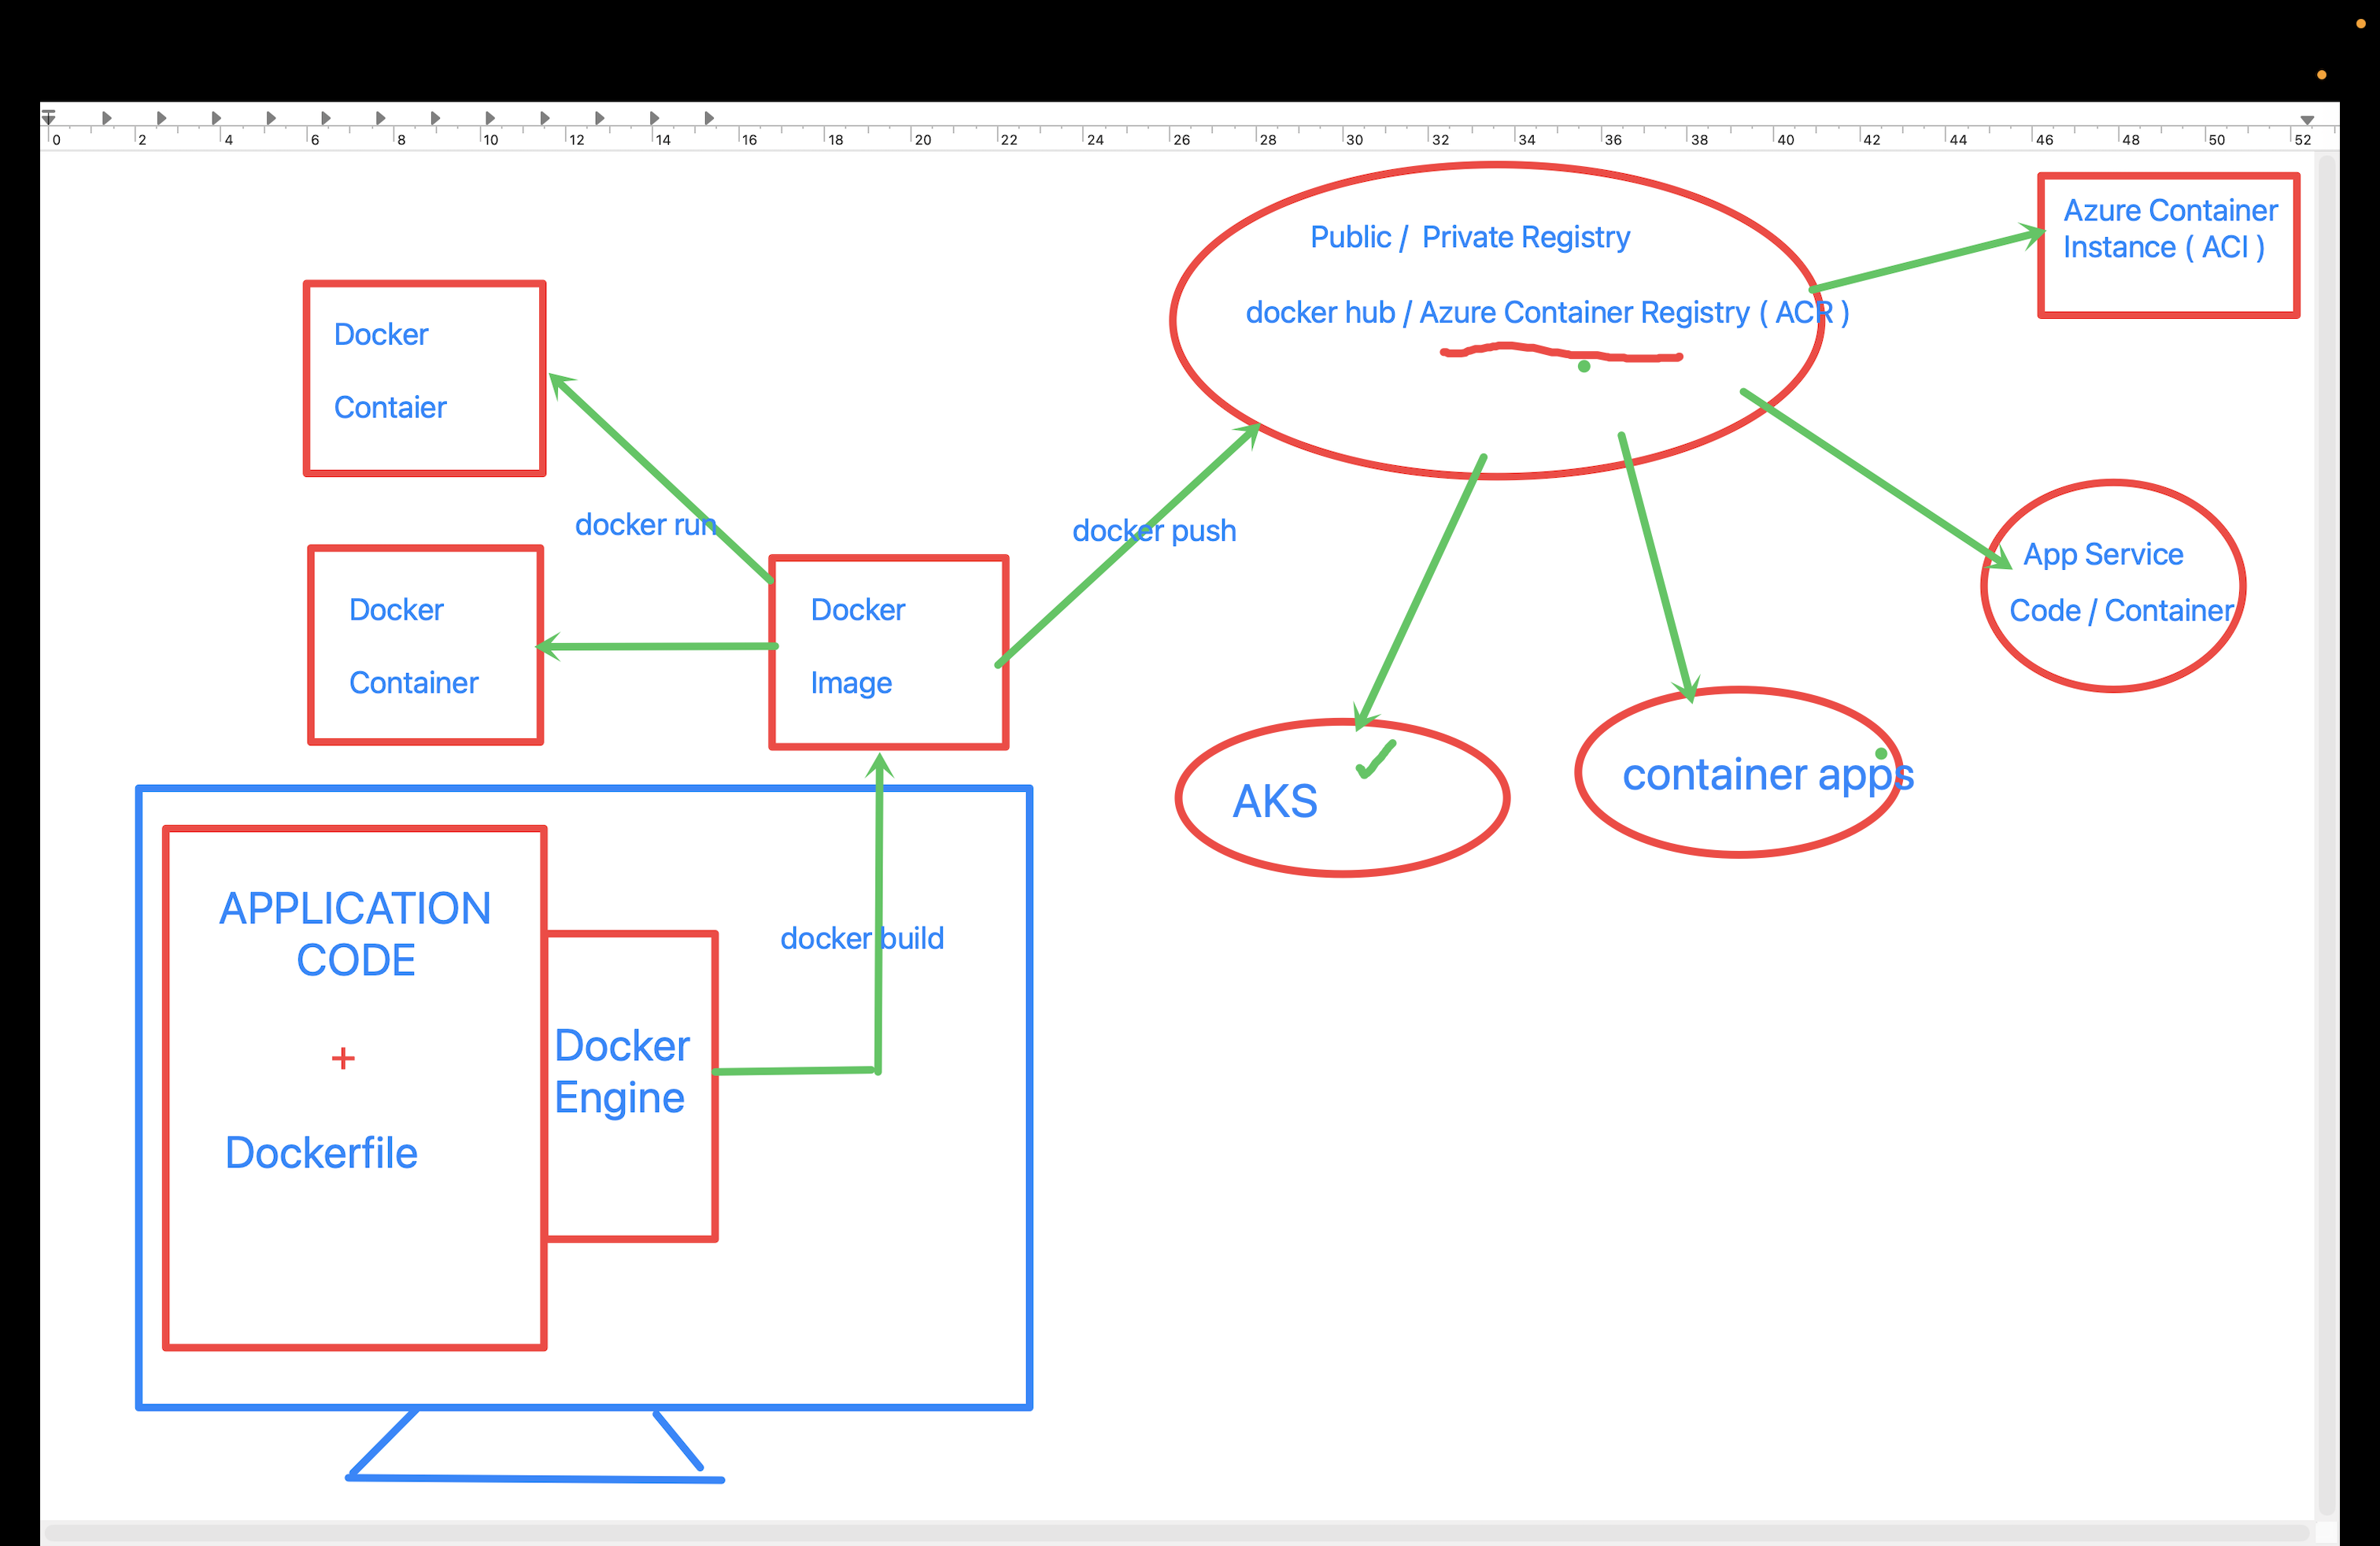 0 2 4 6 8 10 12 14 16 18 20 22 24 26 28 30 32 34 36 38 40 42 44 46 48 50 52
Public / Private Registry
docker hub / Azure Container Registry ( ACR )
Azure Container
Instance ( ACI )
Docker
Contaier
docker run
docker push
Docker
Container
Docker
Image
App Service
Code / Container
AKS
container apps
APPLICATION
CODE
+
Dockerfile
Docker
Engine
docker build